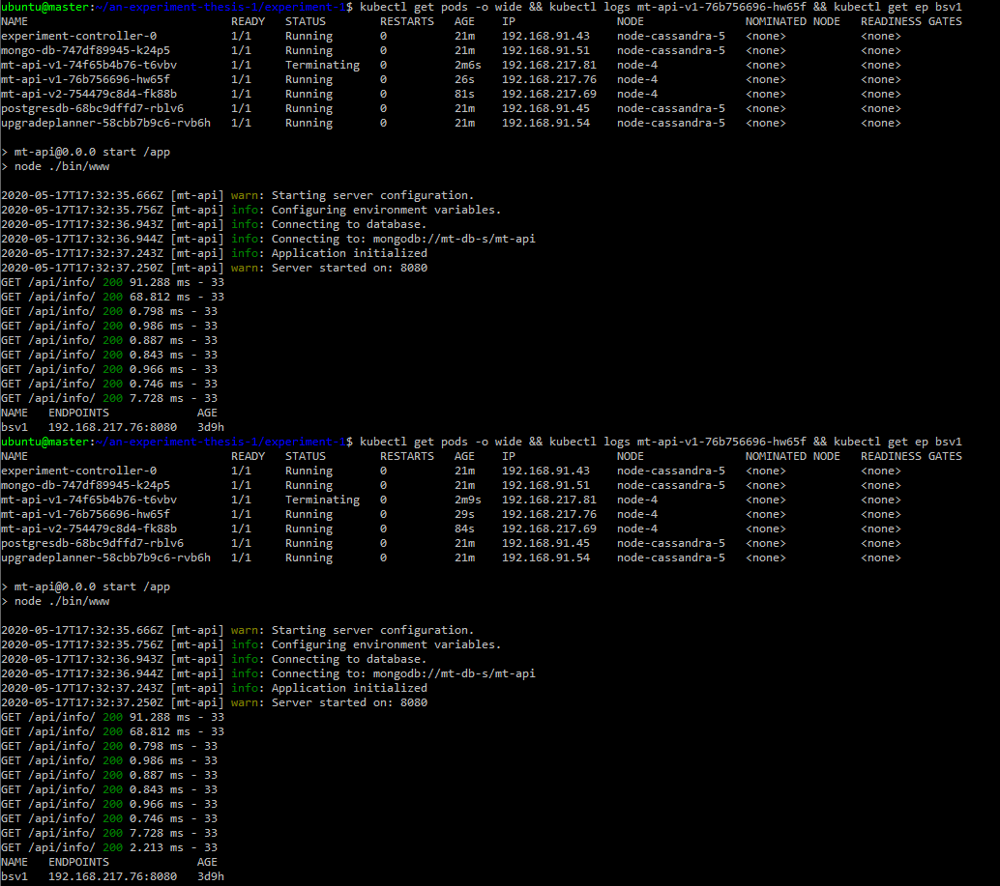 ubuntu@master:~/an-experiment-thesis-1/experiment-1$ kubectl get pods -o wide && kubectl logs mt-api-v1-76b756696-hw65f && kubectl get ep bsv1
NAME READY STATUS RESTARTS AGE IP NODE NOMINATED NODE READINESS GATES
experiment-controller-0 1/1 Running 0 21m 192.168.91.43 node-cassandra-5 <none> <none>
mongo-db-747df89945-k24p5 1/1 Running 0 21m 192.168.91.51 node-cassandra-5 <none> <none>
mt-api-v1-74f65b4b76-t6vbv 1/1 Terminating 0 2m6s 192.168.217.81 node-4 <none> <none>
mt-api-v1-76b756696-hw65f 1/1 Running 0 26s 192.168.217.76 node-4 <none> <none>
mt-api-v2-754479c8d4-fk88b 1/1 Running 0 81s 192.168.217.69 node-4 <none> <none>
postgresdb-68bc9dffd7-rblv6 1/1 Running 0 21m 192.168.91.45 node-cassandra-5 <none> <none>
upgradeplanner-58cbb7b9c6-rvb6h 1/1 Running 0 21m 192.168.91.54 node-cassandra-5 <none> <none>
> mt-api@0.0.0 start /app
> node ./bin/www
2020-05-17T17:32:35.666Z [mt-api] warn: Starting server configuration.
2020-05-17T17:32:35.756Z [mt-api] info: Configuring environment variables.
2020-05-17T17:32:36.943Z [mt-api] info: Connecting to database.
2020-05-17T17:32:36.944Z [mt-api] info: Connecting to: mongodb://mt-db-s/mt-api
2020-05-17T17:32:37.243Z [mt-api] info: Application initialized
2020-05-17T17:32:37.250Z [mt-api] warn: Server started on: 8080
GET /api/info/ 200 91.288 ms - 33
GET /api/info/ 200 68.812 ms - 33
GET /api/info/ 200 0.798 ms - 33
GET /api/info/ 200 0.986 ms - 33
GET /api/info/ 200 0.887 ms - 33
GET /api/info/ 200 0.843 ms - 33
GET /api/info/ 200 0.966 ms - 33
GET /api/info/ 200 0.746 ms - 33
GET /api/info/ 200 7.728 ms - 33
NAME ENDPOINTS AGE
bsv1 192.168.217.76:8080 3d9h
ubuntu@master:~/an-experiment-thesis-1/experiment-1$ kubectl get pods -o wide && kubectl logs mt-api-v1-76b756696-hw65f && kubectl get ep bsv1
NAME READY STATUS RESTARTS AGE IP NODE NOMINATED NODE READINESS GATES
experiment-controller-0 1/1 Running 0 21m 192.168.91.43 node-cassandra-5 <none> <none>
mongo-db-747df89945-k24p5 1/1 Running 0 21m 192.168.91.51 node-cassandra-5 <none> <none>
mt-api-v1-74f65b4b76-t6vbv 1/1 Terminating 0 2m9s 192.168.217.81 node-4 <none> <none>
mt-api-v1-76b756696-hw65f 1/1 Running 0 29s 192.168.217.76 node-4 <none> <none>
mt-api-v2-754479c8d4-fk88b 1/1 Running 0 84s 192.168.217.69 node-4 <none> <none>
postgresdb-68bc9dffd7-rblv6 1/1 Running 0 21m 192.168.91.45 node-cassandra-5 <none> <none>
upgradeplanner-58cbb7b9c6-rvb6h 1/1 Running 0 21m 192.168.91.54 node-cassandra-5 <none> <none>
> mt-api@0.0.0 start /app
> node ./bin/www
2020-05-17T17:32:35.666Z [mt-api] warn: Starting server configuration.
2020-05-17T17:32:35.756Z [mt-api] info: Configuring environment variables.
2020-05-17T17:32:36.943Z [mt-api] info: Connecting to database.
2020-05-17T17:32:36.944Z [mt-api] info: Connecting to: mongodb://mt-db-s/mt-api
2020-05-17T17:32:37.243Z [mt-api] info: Application initialized
2020-05-17T17:32:37.250Z [mt-api] warn: Server started on: 8080
GET /api/info/ 200 91.288 ms - 33
GET /api/info/ 200 68.812 ms - 33
GET /api/info/ 200 0.798 ms - 33
GET /api/info/ 200 0.986 ms - 33
GET /api/info/ 200 0.887 ms - 33
GET /api/info/ 200 0.843 ms - 33
GET /api/info/ 200 0.966 ms - 33
GET /api/info/ 200 0.746 ms - 33
GET /api/info/ 200 7.728 ms - 33
GET /api/info/ 200 2.213 ms - 33
NAME ENDPOINTS AGE
bsv1 192.168.217.76:8080 3d9h